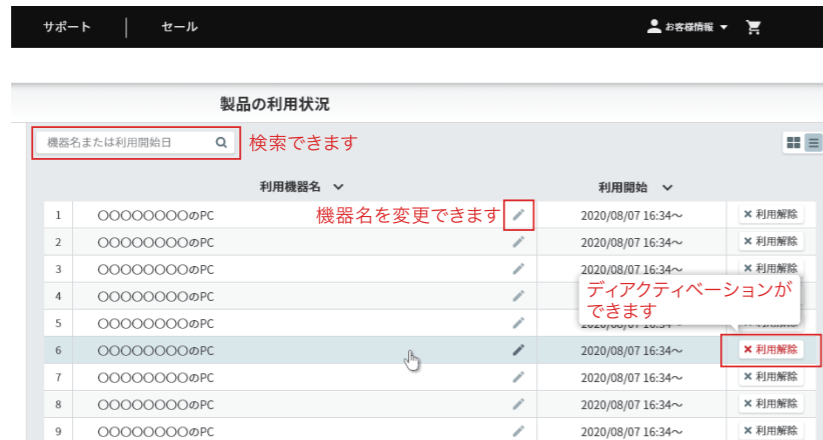 サポート セール お客様情報
製品の利用状況
機器名または利用開始日 検索できます
利用機器名 利用開始
1 〇〇〇〇〇〇〇〇のPC 機器名を変更できます 2020/08/07 16:34～ × 利用解除
2 〇〇〇〇〇〇〇〇のPC 2020/08/07 16:34～ × 利用解除
3 〇〇〇〇〇〇〇〇のPC 2020/08/07 16:34～ × 利用解除
ディアクティベーションが
4 〇〇〇〇〇〇〇〇のPC
できます
5 〇〇〇〇〇〇〇〇のPC 2020/08/07 16:34～ × 利用解除
6 〇〇〇〇〇〇〇〇のPC 2020/08/07 16:34～ × 利用解除
7 〇〇〇〇〇〇〇〇のPC 2020/08/07 16:34～ × 利用解除
8 〇〇〇〇〇〇〇〇のPC 2020/08/07 16:34～ × 利用解除
9 〇〇〇〇〇〇〇〇のPC 2020/08/07 16:34～ × 利用解除